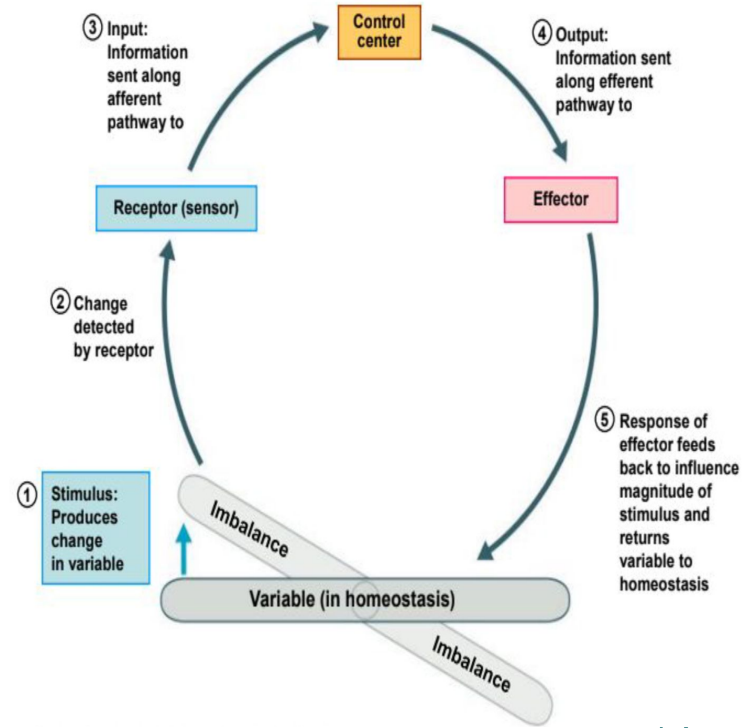 Control
center
③ Input:
Information
sent along
afferent
pathway to
④ Output:
Information sent
along efferent
pathway to
Receptor (sensor)
Effector
② Change
detected
by receptor
⑤ Response of
effector feeds
back to influence
magnitude of
stimulus and
returns
variable to
homeostasis
① Stimulus:
Produces
change
in variable
Imbalance
Variable (in homeostasis)
Imbalance